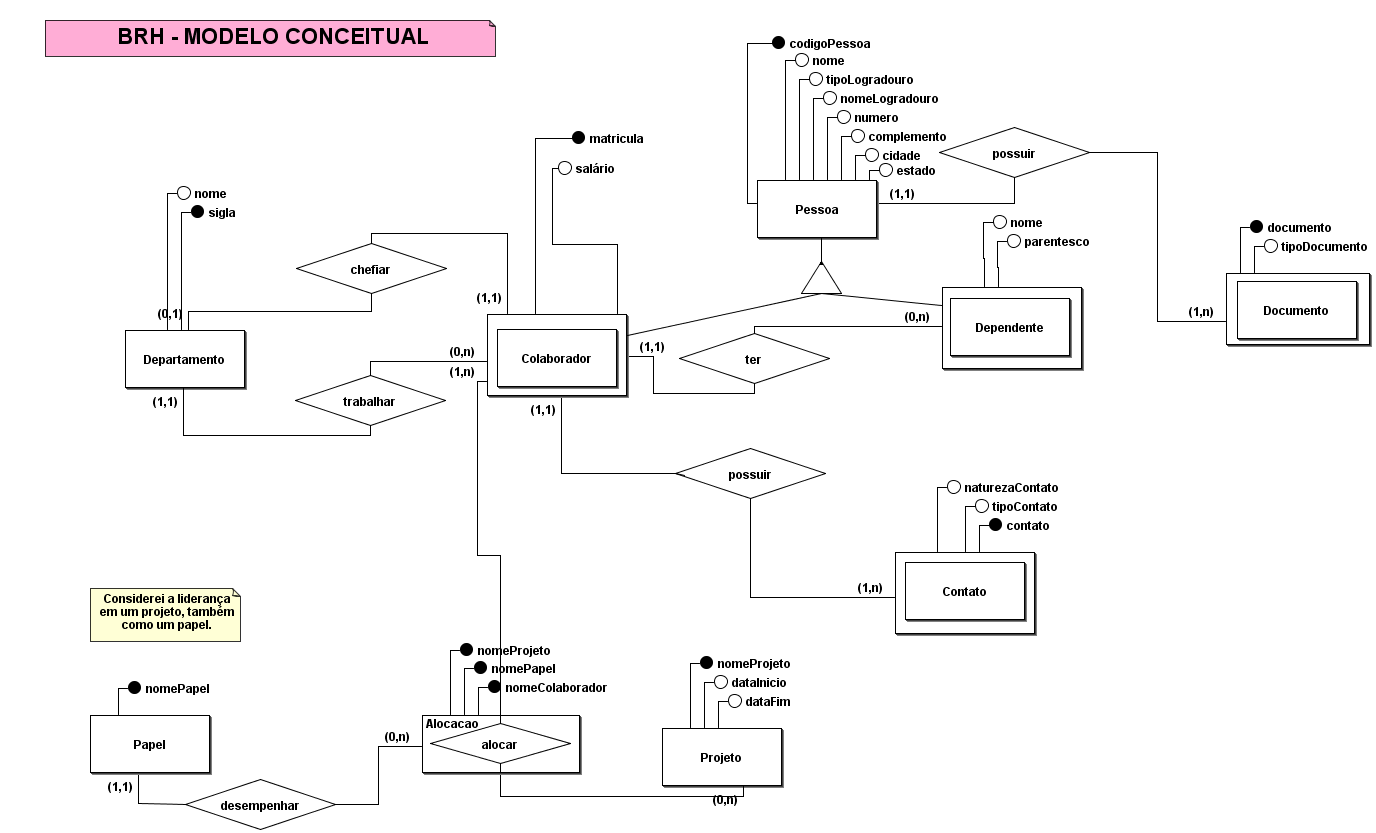 BRH - MODELO CONCEITUAL
codigoPessoa
nome
tipoLogradouro
nomeLogradouro
numero
complemento
cidade
estado
possuir
(1,1)
Pessoa
matricula
salário
nome
sigla
nome
parentesco
documento
tipoDocumento
chefiar
(1,1)
(0,1)
(1,n)
Documento
Dependente
(0,n)
Departamento
(0,n)
(1,n)
Colaborador
(1,1)
ter
(1,1)
trabalhar
(1,1)
possuir
naturezaContato
tipoContato
contato
(1,n)
Contato
Considerei a liderança
em um projeto, também
como um papel.
nomeProjeto
nomePapel
nomeColaborador
nomeProjeto
dataInicio
dataFim
nomePapel
Alocacao
alocar
Papel
(0,n)
Projeto
(1,1)
desempenhar
(0,n)